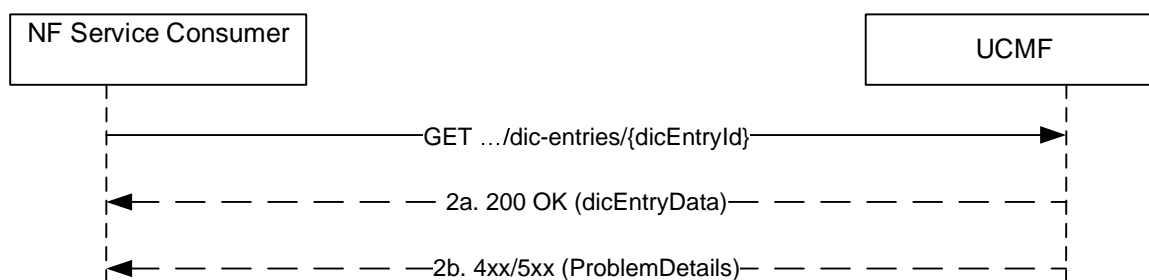 NF Service Consumer
UCMF
GET …/dic-entries/{dicEntryId}
2a. 200 OK (dicEntryData)
2b. 4xx/5xx (ProblemDetails)